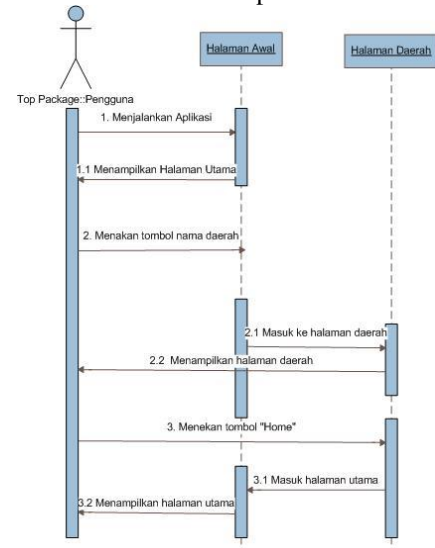 Halaman Awal
Halaman Daerah
Top Package::Pengguna
1. Menjalankan Aplikasi
1.1 Menampilkan Halaman Utama
2. Menakan tombol nama daerah
2.1 Masuk ke halaman daerah
2.2 Menampilkan halaman daerah
3. Menekan tombol "Home"
3.1 Masuk halaman utama
3.2 Menampilkan halaman utama